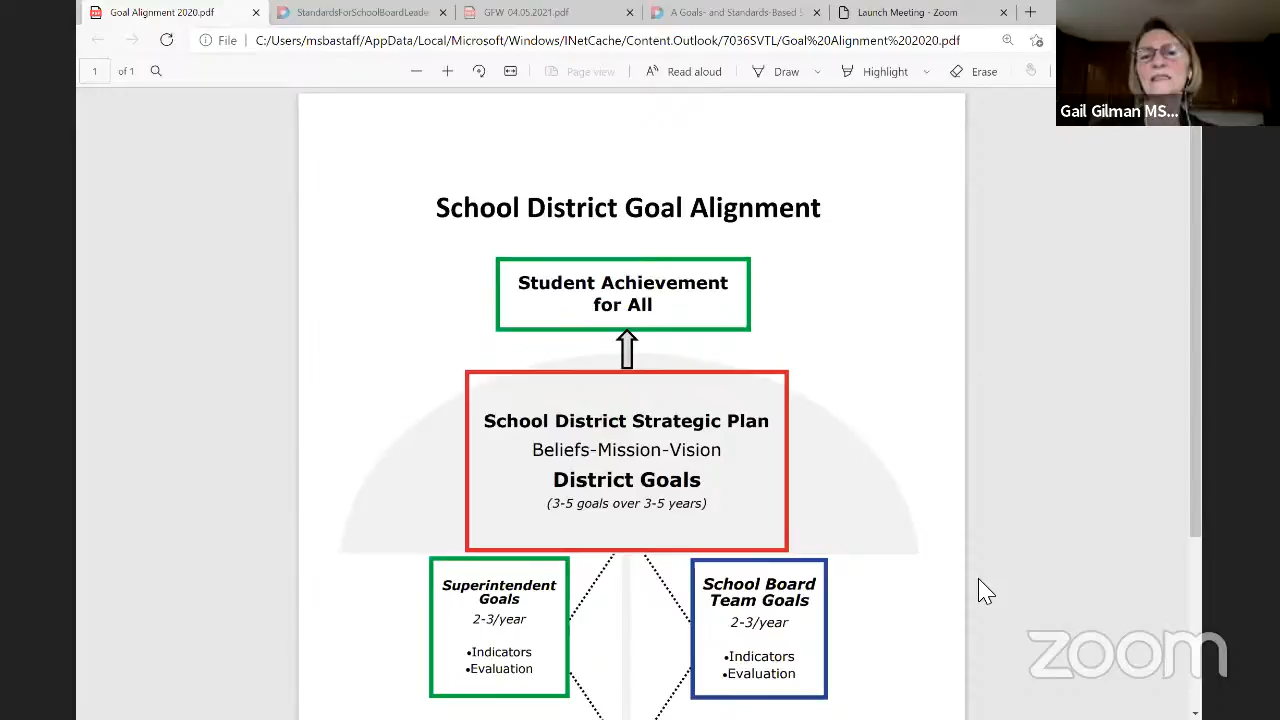 Goal Alignment 2020.pdf
StandardsForSchoolBoardLeade
GFW 04.05.2021.pdf
A Goals- and Standards-Based S
Launch Meeting - Zoom
File
C:/Users/msbastaff/AppData/Local/Microsoft/Windows/INetCache/Content.Outlook/7036SVTL/Goal%20Alignment%202020.pdf
1 of 1
Page view
Read aloud
Draw
Highlight
Erase
Gail Gilman MS...
School District Goal Alignment
Student Achievement
for All
School District Strategic Plan
Beliefs-Mission-Vision
District Goals
(3-5 goals over 3-5 years)
Superintendent
Goals
2-3/year
•Indicators
•Evaluation
School Board
Team Goals
2-3/year
•Indicators
•Evaluation
zoom